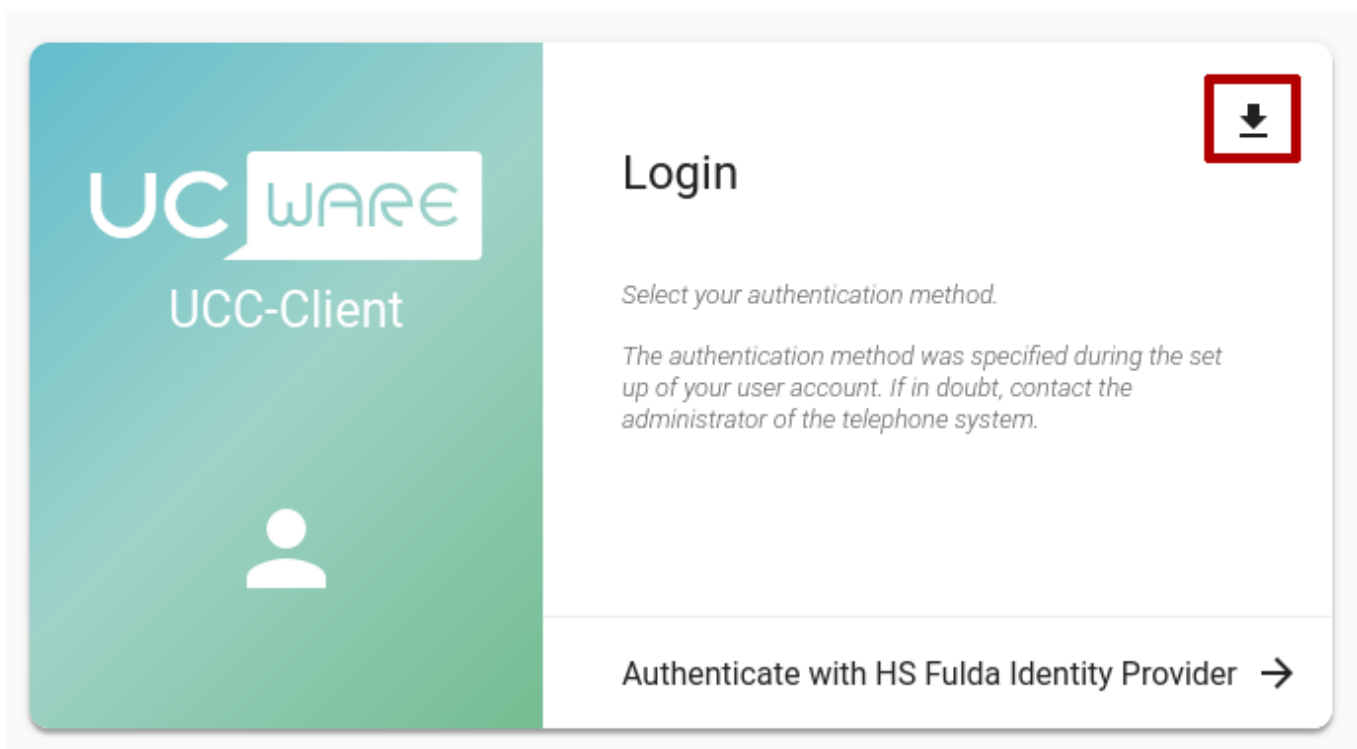 UC WARE
UCC-Client
Login
Select your authentication method.
The authentication method was specified during the set
up of your user account. If in doubt, contact the
administrator of the telephone system.
Authenticate with HS Fulda Identity Provider